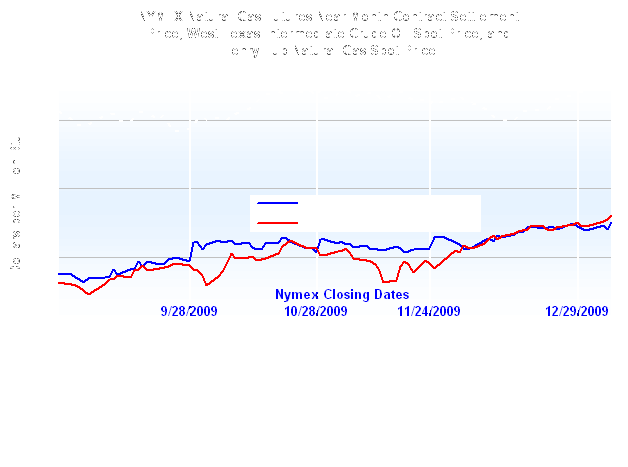 NYMEX Natural Gas Futures Near Month Contract Settlement
Price, West Texas Intermediate Crude Oil Spot Price, and
Henry Hub Natural Gas Spot Price
Nymex Closing Dates
9/28/2009
10/28/2009
11/24/2009
12/29/2009